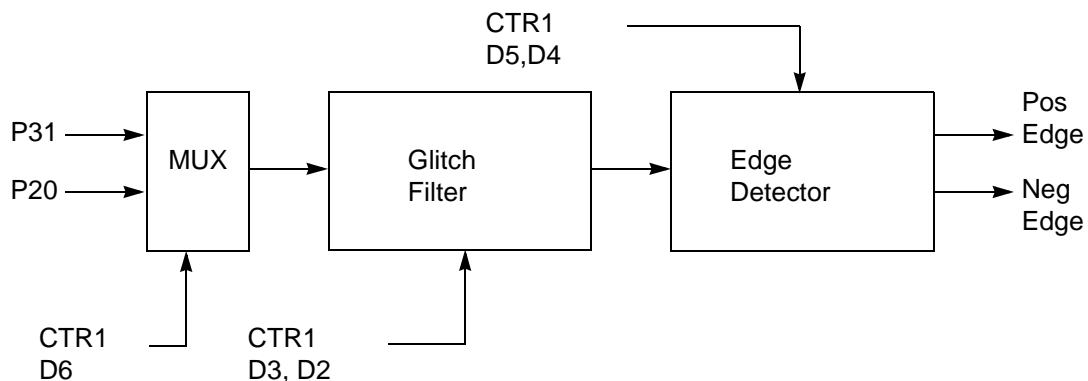 CTR1
D5,D4
P31
P20
MUX
Glitch
Filter
Edge
Detector
Pos
Edge
Neg
Edge
CTR1
D6
CTR1
D3, D2